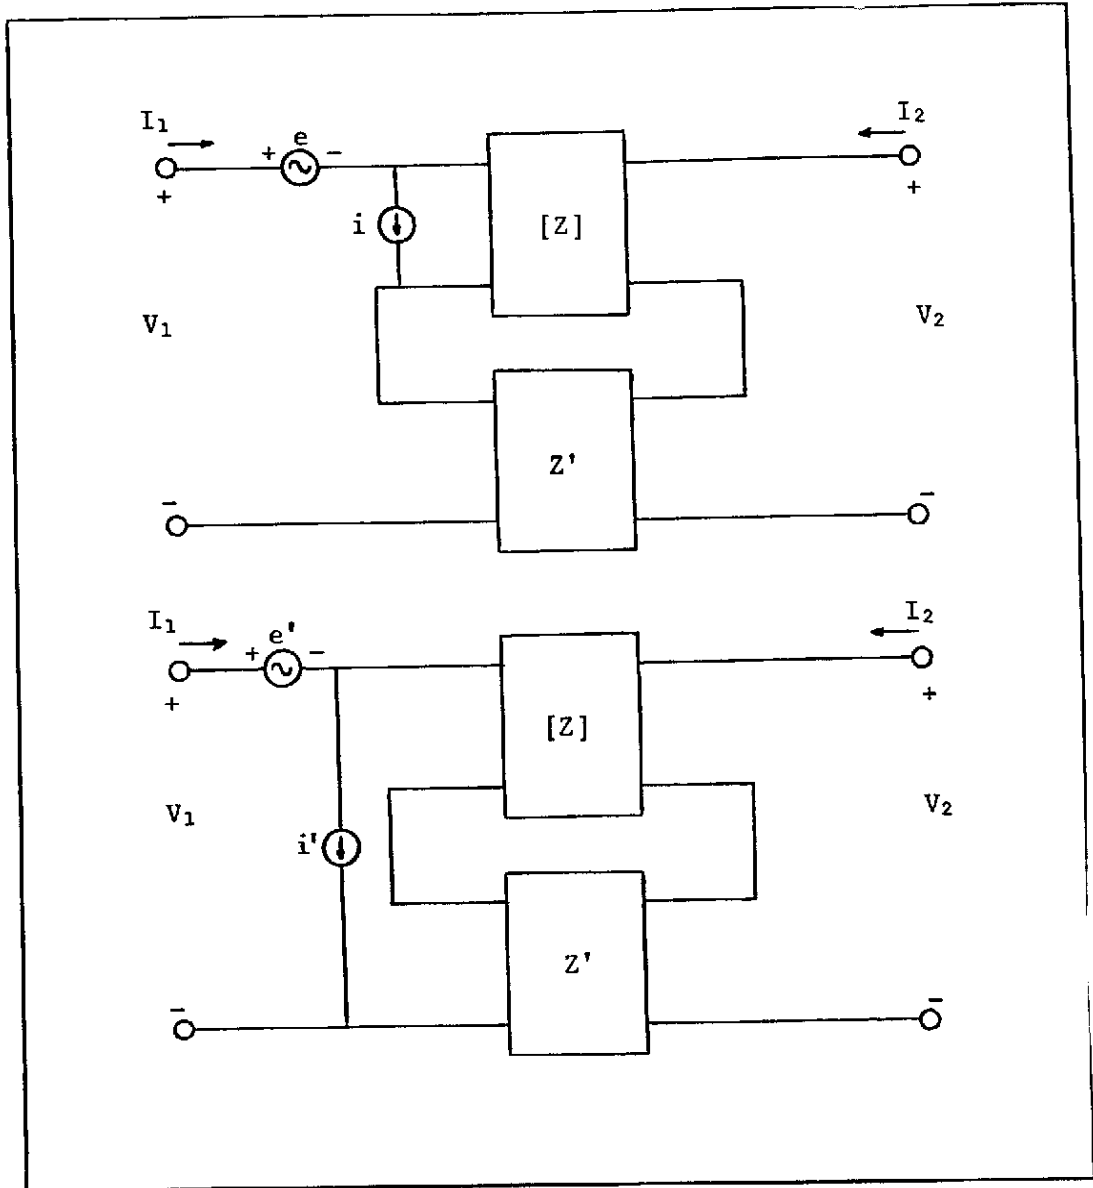 I1 I2
+ e -
+ +
i [Z]
V1 V2
Z'
- -
I1 I2
+ e' -
+ +
[Z]
V1 V2
i'
Z'
- -